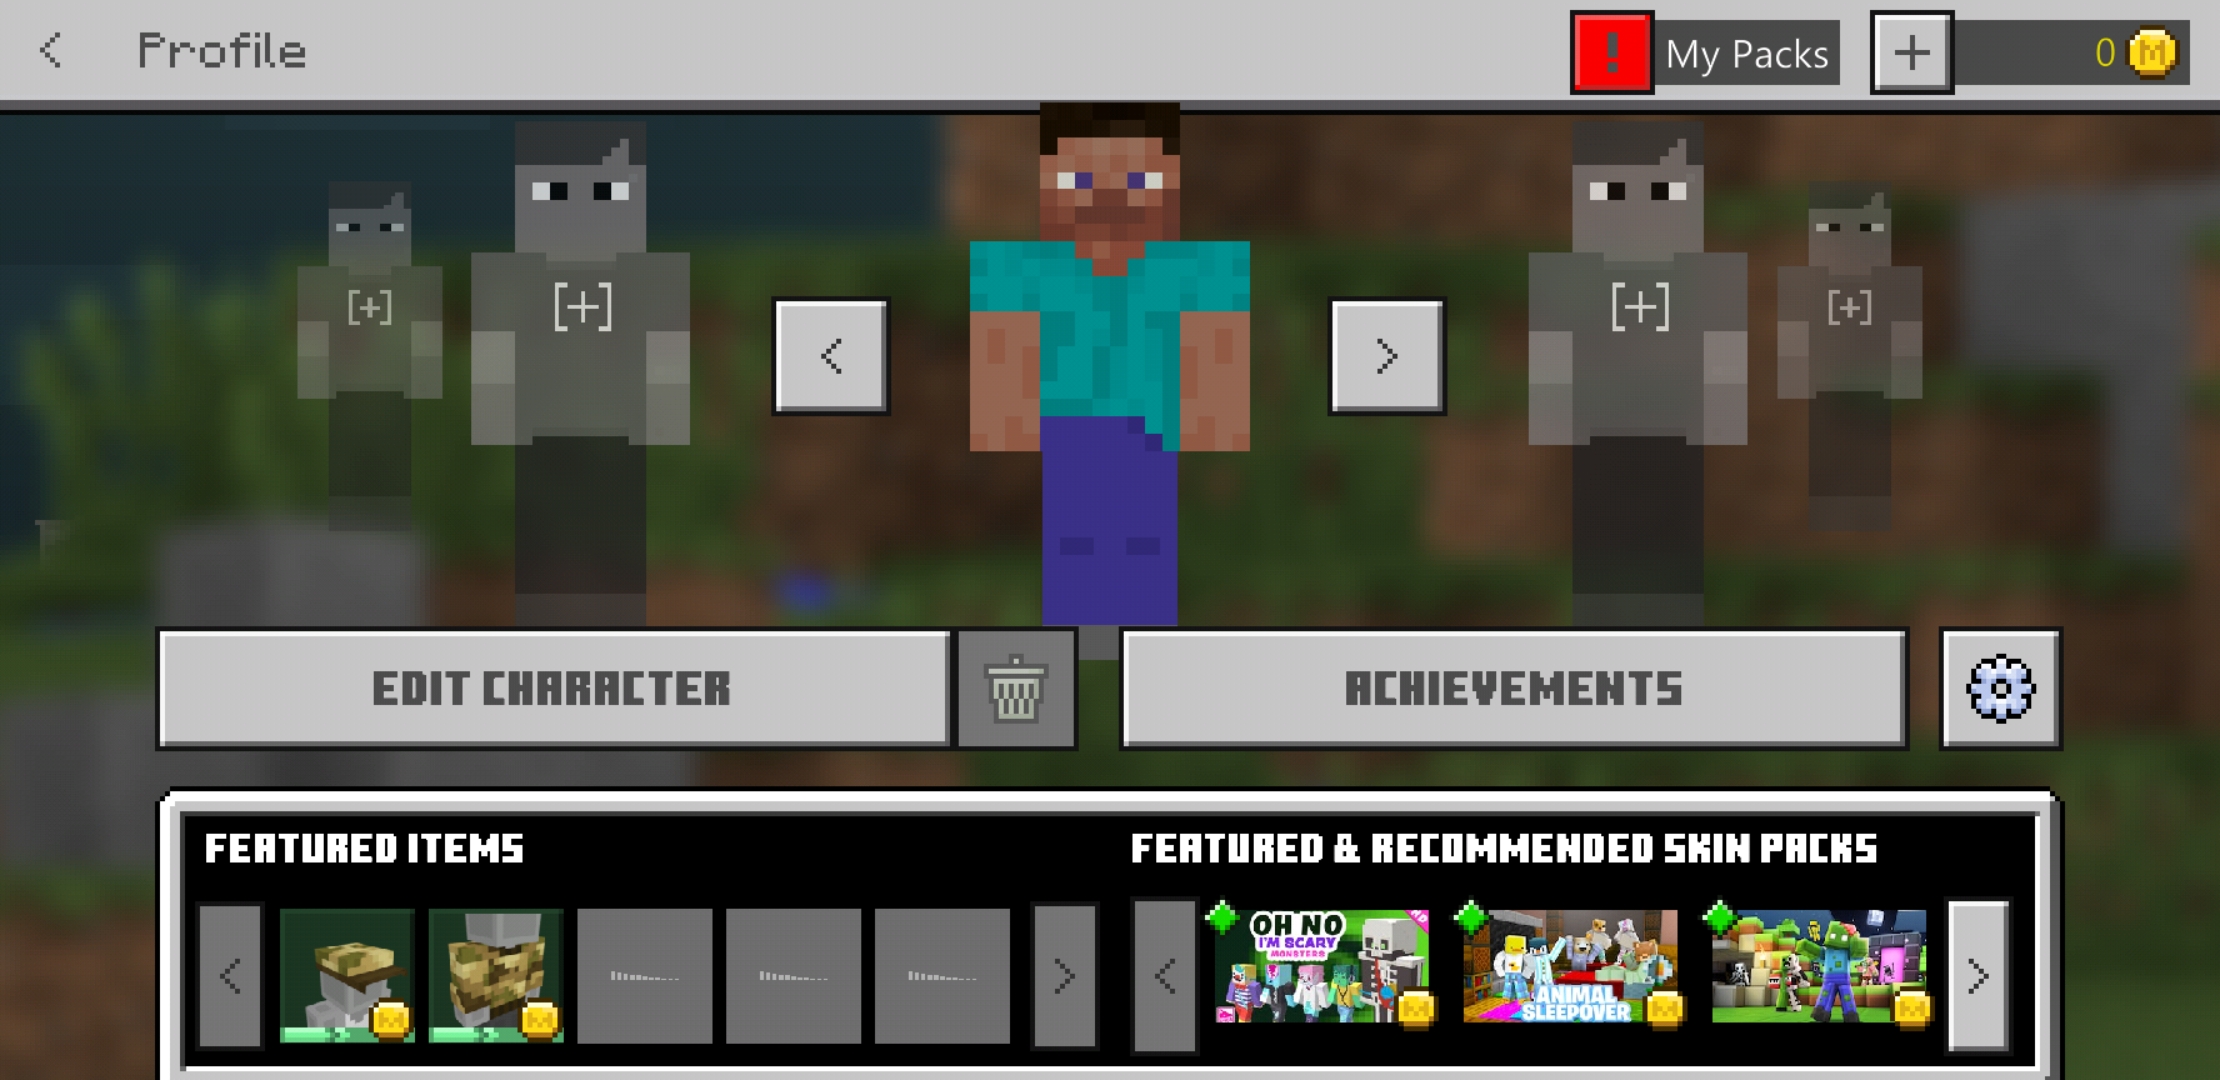 Profile
! My Packs
+ 0
[+] [+] [+] [+]
EDIT CHARACTER
ACHIEVEMENTS
FEATURED ITEMS
FEATURED & RECOMMENDED SKIN PACKS
OH NO
I'M SCARY
MONSTERS
HD
ANIMAL
SLEEPOVER